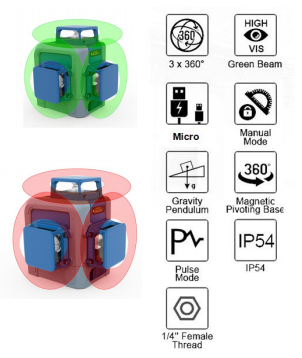 360°
3 x 360°
HIGH
VIS
Green Beam
Micro
Manual
Mode
g
Gravity
Pendulum
360°
Magnetic
Pivoting Base
P
Pulse
Mode
IP54
IP54
1/4" Female
Thread